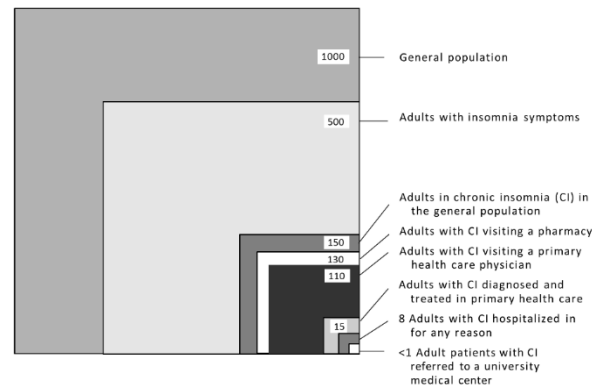 1000
General population
500
Adults with insomnia symptoms
Adults in chronic insomnia (CI) in
the general population
150
Adults with CI visiting a pharmacy
130
Adults with CI visiting a primary
health care physician
110
Adults with CI diagnosed and
treated in primary health care
15
8 Adults with CI hospitalized in
for any reason
<1 Adult patients with CI
referred to a university
medical center